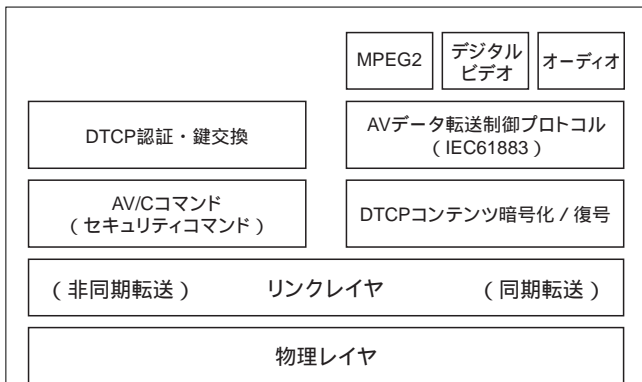 MPEG2
デジタル
ビデオ
オーディオ
DTCP認証・鍵交換
AVデータ転送制御プロトコル
(IEC61883)
AV/Cコマンド
(セキュリティコマンド)
DTCPコンテンツ暗号化/復号
(非同期転送) リンクレイヤ (同期転送)
物理レイヤ